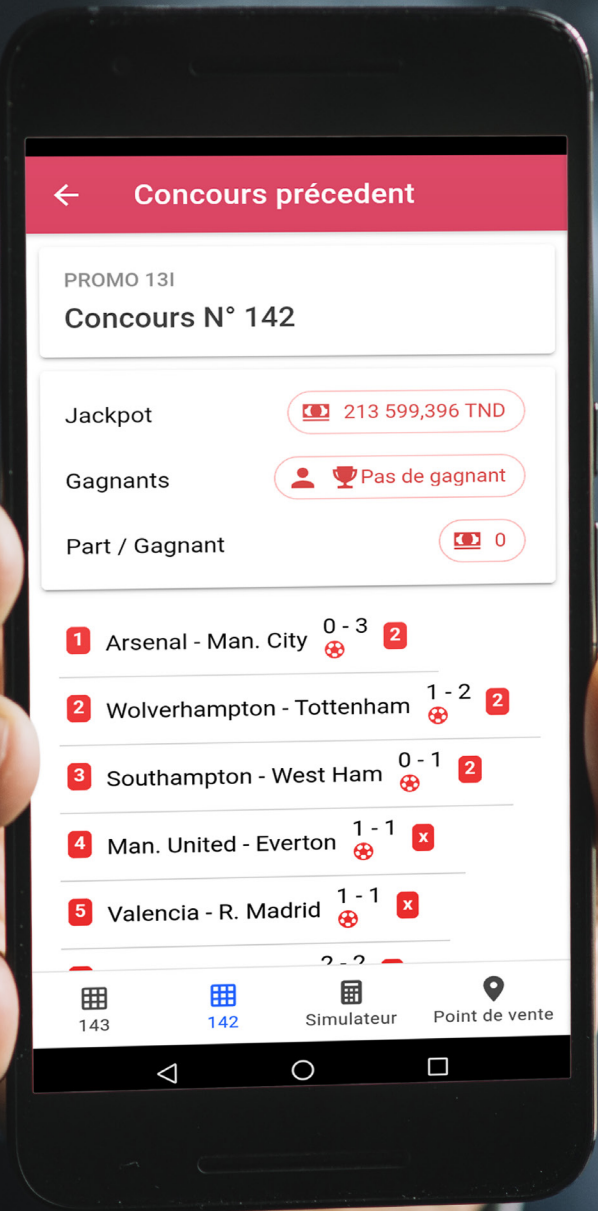 Concours précedent
PROMO 13I
Concours N° 142
Jackpot 213 599,396 TND
Gagnants Pas de gagnant
Part / Gagnant 0
1 Arsenal - Man. City 0 - 3 2
2 Wolverhampton - Tottenham 1 - 2 2
3 Southampton - West Ham 0 - 1 2
4 Man. United - Everton 1 - 1 x
5 Valencia - R. Madrid 1 - 1 x
2 - 2
143 142 Simulateur Point de vente